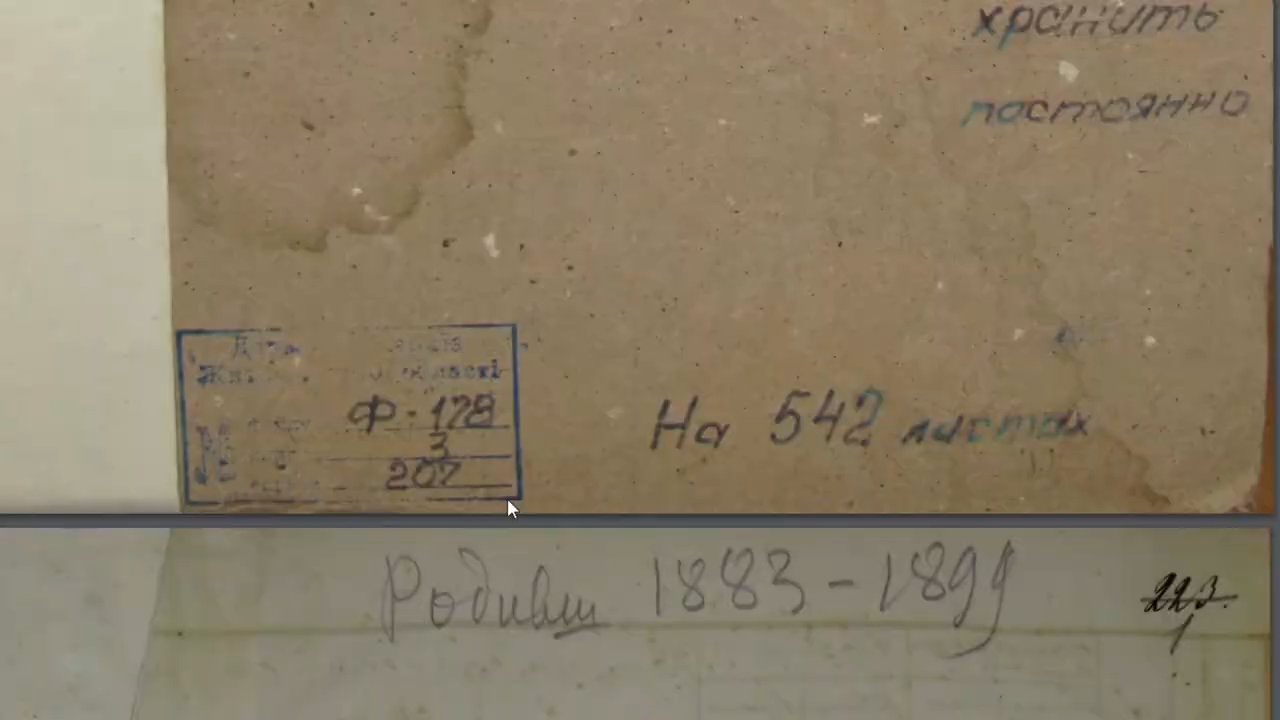 хранить
постоянно
Ф-178
3
207
На 542 листах
Родивш 1883-1899
223.
1